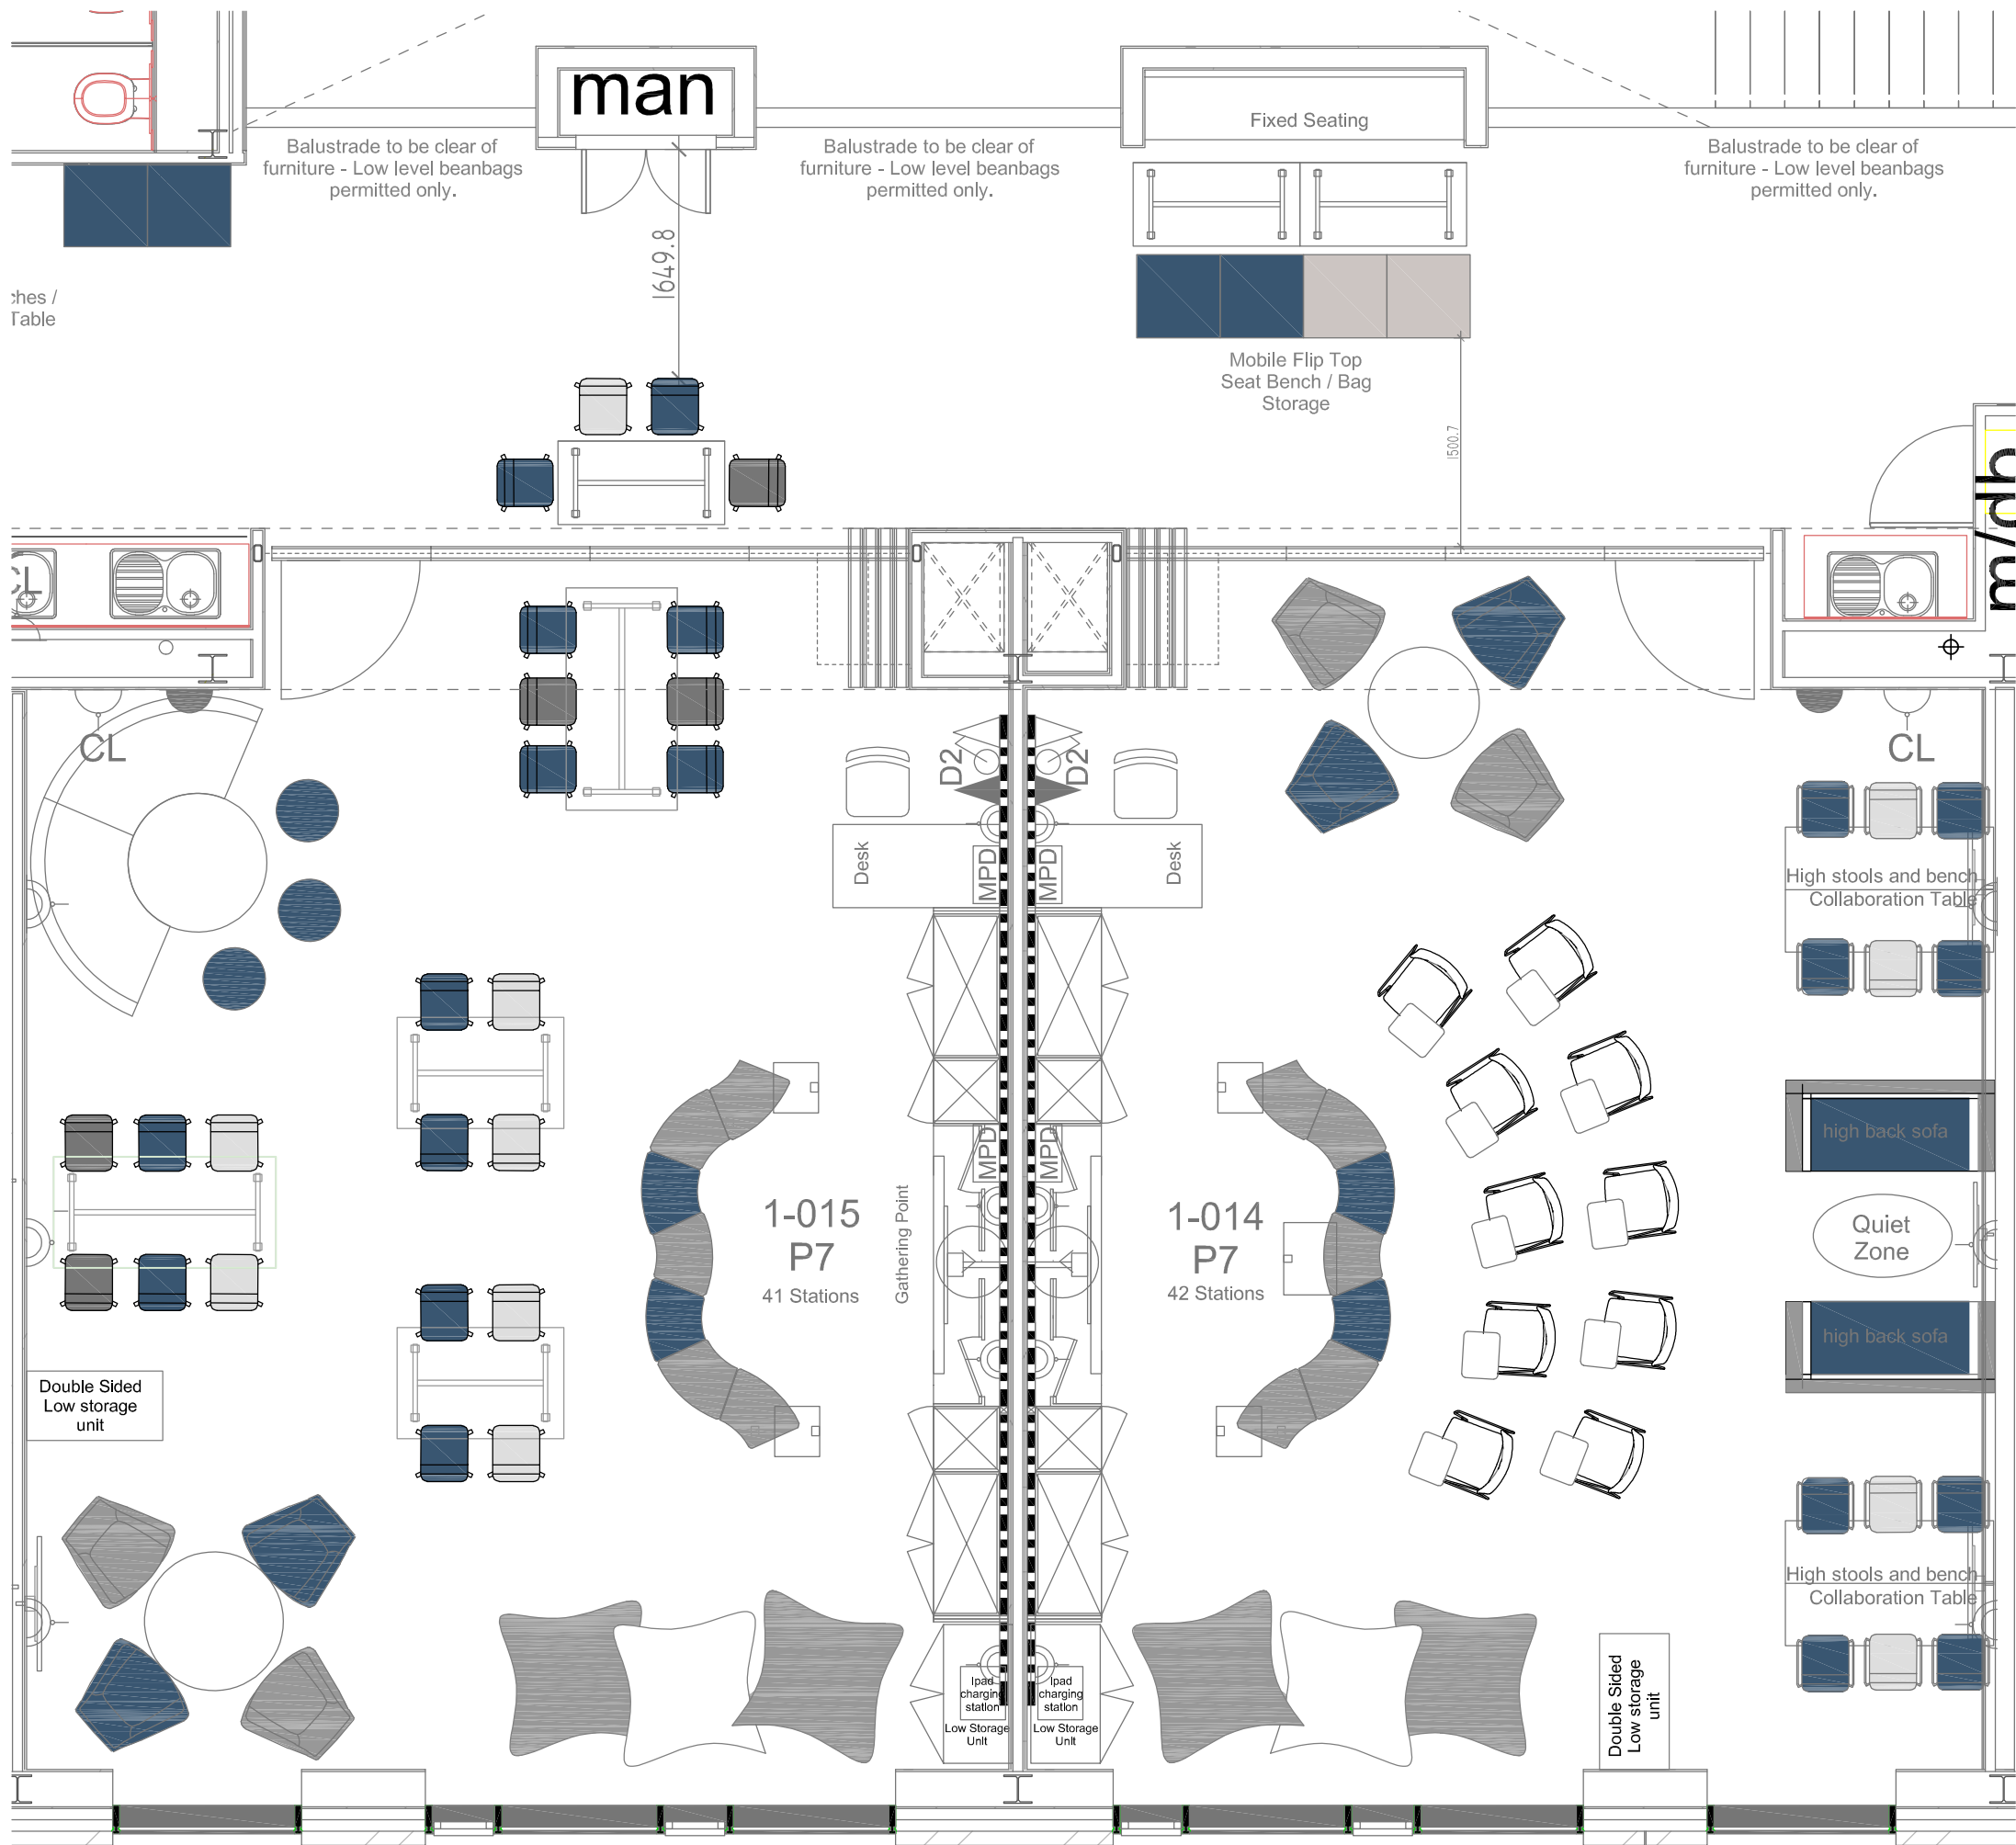 man
Fixed Seating
Balustrade to be clear of
furniture - Low level beanbags
permitted only.
Balustrade to be clear of
furniture - Low level beanbags
permitted only.
Balustrade to be clear of
furniture - Low level beanbags
permitted only.
1649.8
Table
Mobile Flip Top
Seat Bench / Bag
Storage
1500.7
m/dp
CL
CL
D2
D2
CL
Desk
MPD
MPD
Desk
High stools and bench
Collaboration Table
MPD
MPD
high back sofa
1-015
P7
41 Stations
Gathering Point
1-014
P7
42 Stations
Quiet
Zone
high back sofa
Double Sided
Low storage
unit
High stools and bench
Collaboration Table
Ipad
charging
station
Low Storage
Unit
Ipad
charging
station
Low Storage
Unit
Double Sided
Low storage
unit